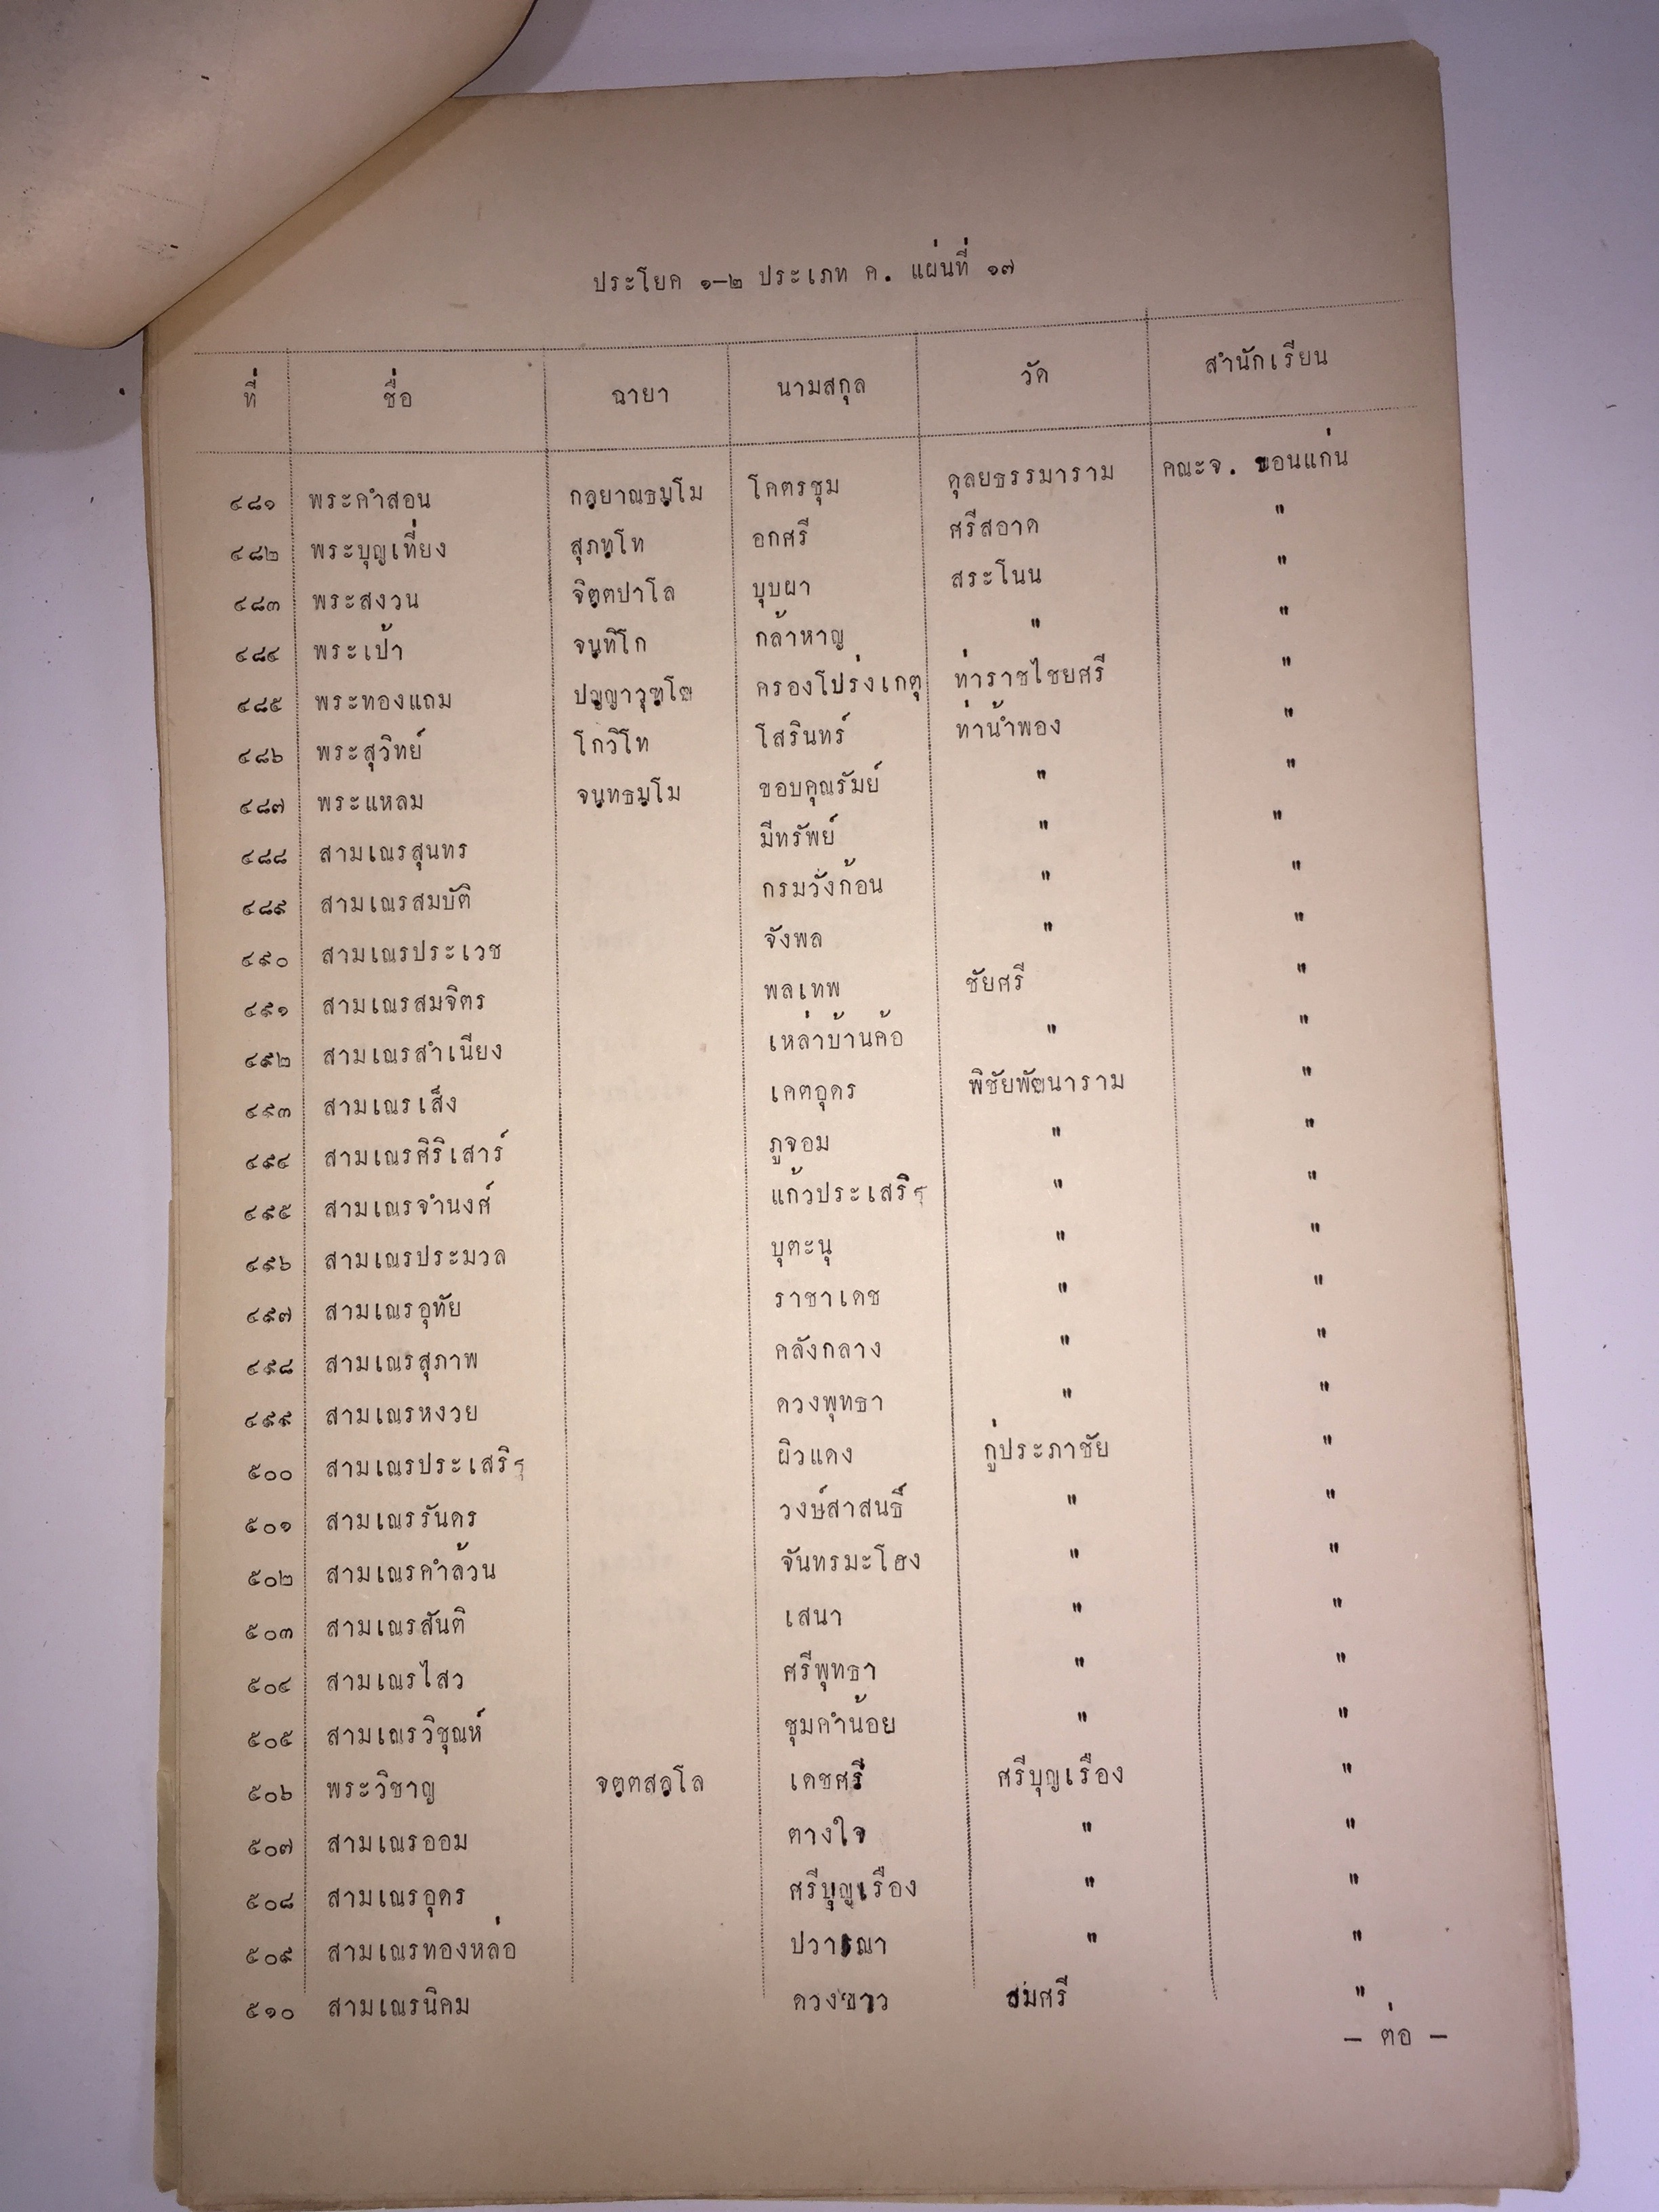 ประโยค ๑-๒ ประเภท ค. แผ่นที่ ๑๗
ที่ ชื่อ ฉายา นามสกุล วัด สำนักเรียน
๔๘๑ พระคำสอน กลฺยาณธมฺโม โคตรชุม ดุลยธรรมาราม คณะจ. ขอนแก่น
๔๘๒ พระบุญเที่ยง สุภทฺโท อกศรี ศรีสอาด "
๔๘๓ พระสงวน จิตฺตปาโล บุบผา สระโนน "
๔๘๔ พระเป้า จนฺทิโก กล้าหาญ " "
๔๘๕ พระทองแถม ปญฺญาวุฑฺโฒ ครองโปร่งเกตุ ท่าราชไชยศรี "
๔๘๖ พระสุวิทย์ โกวิโท โสรินทร์ ท่าน้ำพอง "
๔๘๗ พระแหลม จนฺทธมฺโม ขอบคุณรัมย์ " "
๔๘๘ สามเณรสุนทร มีทรัพย์ " "
๔๘๙ สามเณรสมบัติ กรมวังก้อน " "
๔๙๐ สามเณรประเวช จังพล " "
๔๙๑ สามเณรสมจิตร พลเทพ ชัยศรี "
๔๙๒ สามเณรสำเนียง เหล่าบ้านค้อ " "
๔๙๓ สามเณรเส็ง เคตอุดร พิชัยพัฒนาราม "
๔๙๔ สามเณรศิริเสาร์ ภูจอม " "
๔๙๕ สามเณรจำนงค์ แก้วประเสริฐ " "
๔๙๖ สามเณรประมวล บุตะนุ " "
๔๙๗ สามเณรอุทัย ราชาเดช " "
๔๙๘ สามเณรสุภาพ คลังกลาง " "
๔๙๙ สามเณรหงวย ดวงพุทธา " "
๕๐๐ สามเณรประเสริฐ ผิวแดง กู่ประภาชัย "
๕๐๑ สามเณรรันดร วงษ์สาสนธิ์ " "
๕๐๒ สามเณรคำล้วน จันทรมะโฮง " "
๕๐๓ สามเณรสันติ เสนา " "
๕๐๔ สามเณรไสว ศรีพุทธา " "
๕๐๕ สามเณรวิชุณห์ ชุมคำน้อย " "
๕๐๖ พระวิชาญ จตฺตสลฺโล เดชศรี ศรีบุญเรือง "
๕๐๗ สามเณรออม ตางใจ " "
๕๐๘ สามเณรอุดร ศรีบุญเรือง " "
๕๐๙ สามเณรทองหล่อ ปวารณา " "
๕๑๐ สามเณรนิคม ดวงขาว ศรี "
- ต่อ -